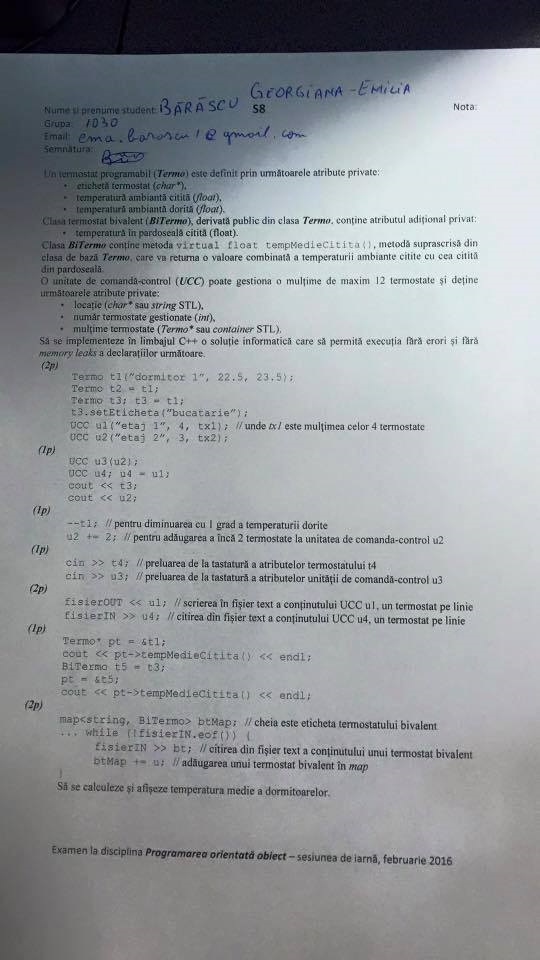 Nume si prenume student: BĂRĂSCU GEORGIANA-EMILIA S8 Nota:
Grupa: 1030
Email:
Semnătura:
Un termostat programabil (Termo) este definit prin următoarele atribute private:
• etichetă termostat (char*),
• temperatură ambiantă citită (float),
• temperatură ambiantă dorită (float).
Clasa termostat bivalent (BiTermo), derivată public din clasa Termo, conține atributul adițional privat:
• temperatură în pardoseală citită (float).
Clasa BiTermo conține metoda virtual float tempMedieCitita(), metodă suprascrisă din
clasa de bază Termo, care va returna o valoare combinată a temperaturii ambiante citite cu cea citită
din pardoseală.
O unitate de comandă-control (UCC) poate gestiona o mulțime de maxim 12 termostate și deține
următoarele atribute private:
• locație (char* sau string STL),
• număr termostate gestionate (int),
• mulțime termostate (Termo* sau container STL).
Să se implementeze în limbajul C++ o soluție informatică care să permită execuția fără erori și fără
memory leaks a declarațiilor următoare.
(2p)
Termo t1("dormitor 1", 22.5, 23.5);
Termo t2 = t1;
Termo t3; t3 = t1;
t3.setEticheta("bucatarie");
UCC u1("etaj 1", 4, tx1); // unde tx1 este mulțimea celor 4 termostate
UCC u2("etaj 2", 3, tx2);
(1p)
UCC u3(u2);
UCC u4; u4 = u1;
cout << t3;
cout << u2;
(1p)
--t1; // pentru diminuarea cu 1 grad a temperaturii dorite
u2 += 2; // pentru adăugarea a încă 2 termostate la unitatea de comanda-control u2
(1p)
cin >> t4; // preluarea de la tastatură a atributelor termostatului t4
cin >> u3; // preluarea de la tastatură a atributelor unității de comandă-control u3
(2p)
fisierOUT << u1; // scrierea în fișier text a conținutului UCC u1, un termostat pe linie
fisierIN >> u4; // citirea din fișier text a conținutului UCC u4, un termostat pe linie
(1p)
Termo* pt = &t1;
cout << pt->tempMedieCitita() << endl;
BiTermo t5 = t3;
pt = &t5;
cout << pt->tempMedieCitita() << endl;
(2p)
map<string, BiTermo> btMap; // cheia este eticheta termostatului bivalent
... while (!fisierIN.eof()) {
fisierIN >> bt; // citirea din fișier text a conținutului unui termostat bivalent
btMap += u; // adăugarea unui termostat bivalent în map
}
Să se calculeze și afișeze temperatura medie a dormitoarelor.
Examen la disciplina Programarea orientată obiect – sesiunea de iarnă, februarie 2016